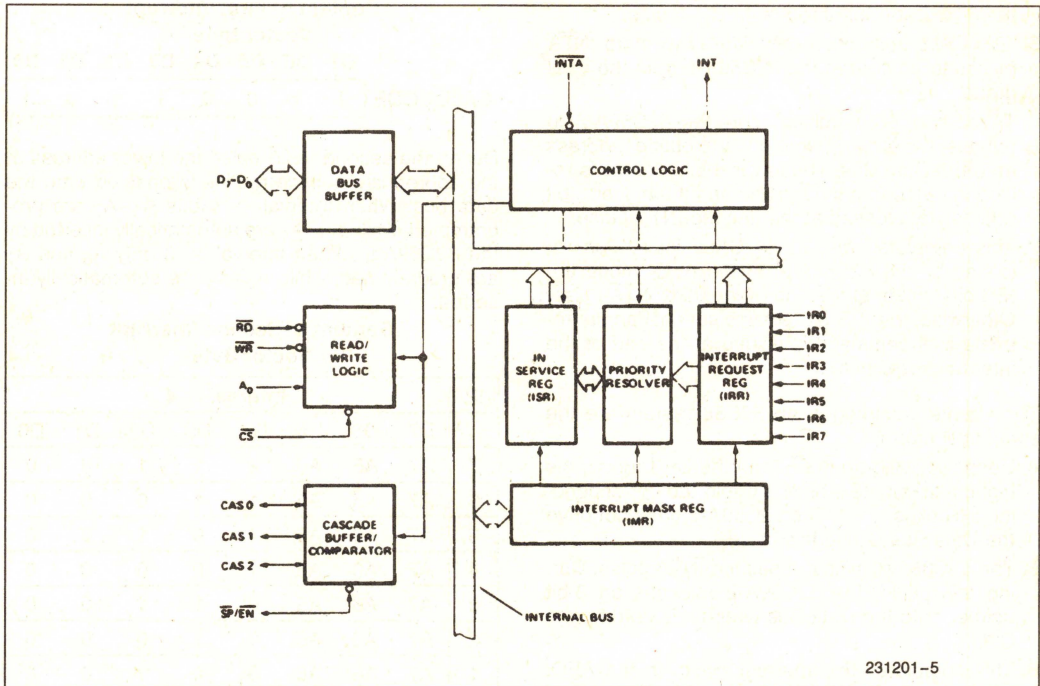 INTA
INT
D7-D0
DATA
BUS
BUFFER
CONTROL LOGIC
RD
WR
A0
CS
READ/
WRITE
LOGIC
IN
SERVICE
REG
(ISR)
PRIORITY
RESOLVER
INTERRUPT
REQUEST
REG
(IRR)
IR0
IR1
IR2
IR3
IR4
IR5
IR6
IR7
CAS 0
CAS 1
CAS 2
CASCADE
BUFFER/
COMPARATOR
SP/EN
INTERRUPT MASK REG
(IMR)
INTERNAL BUS
231201-5